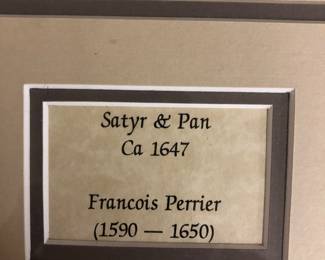 Satyr & Pan
Ca 1647
Francois Perrier
(1590 — 1650)